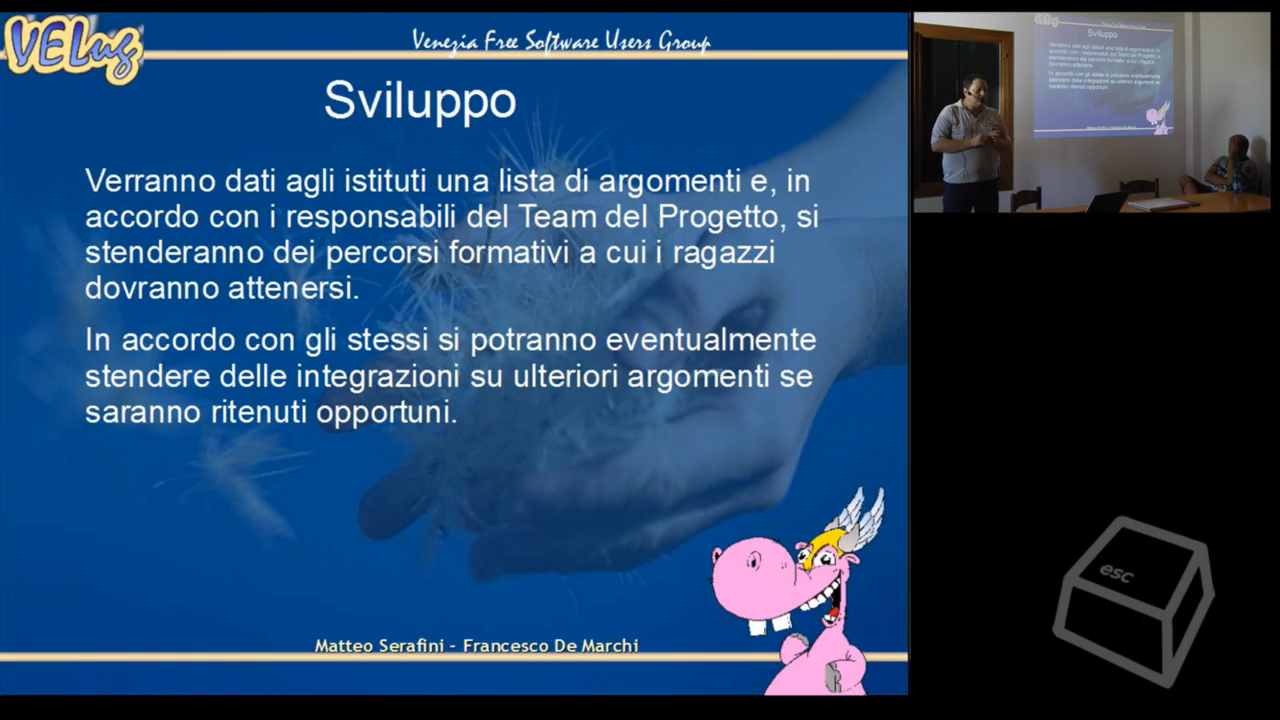 VELug
Venezia Free Software Users Group
Sviluppo
Verranno dati agli istituti una lista di argomenti e, in
accordo con i responsabili del Team del Progetto, si
stenderanno dei percorsi formativi a cui i ragazzi
dovranno attenersi.
In accordo con gli stessi si potranno eventualmente
stendere delle integrazioni su ulteriori argomenti se
saranno ritenuti opportuni.
Matteo Serafini - Francesco De Marchi
Sviluppo
esc